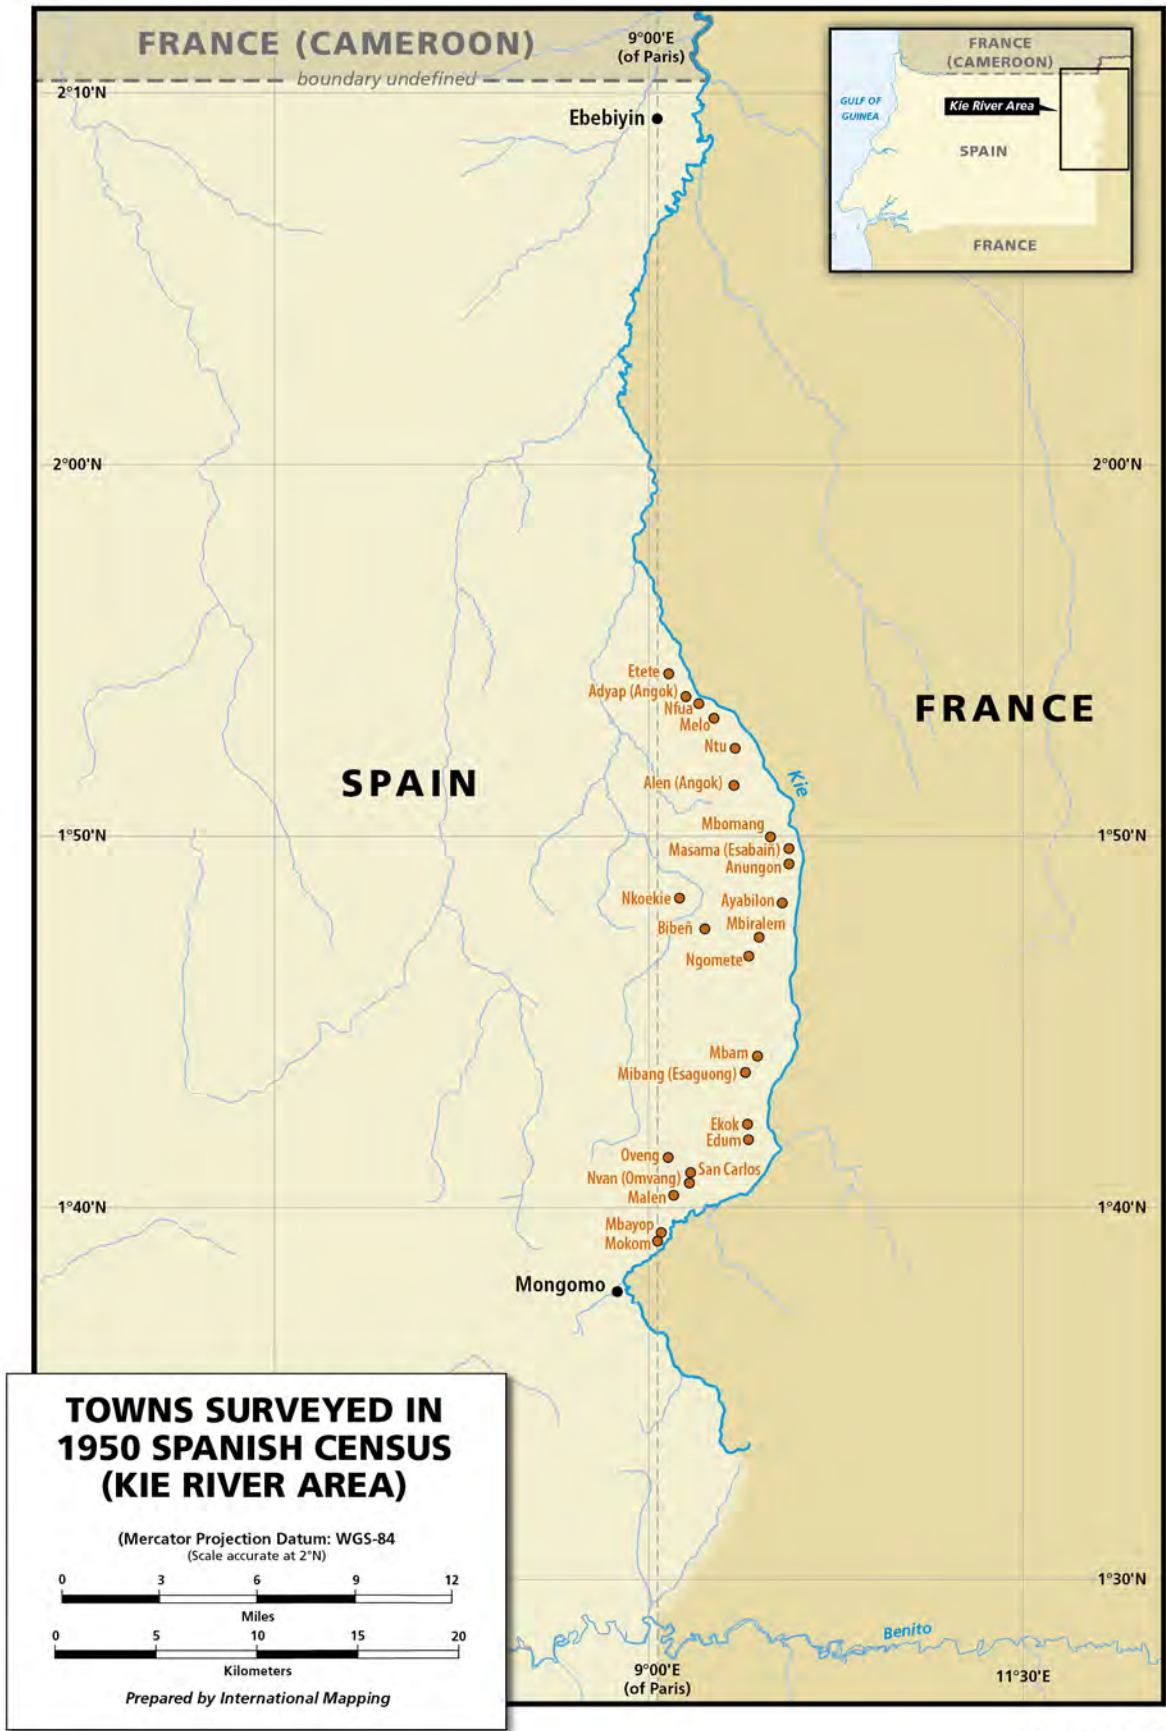 FRANCE (CAMEROON)
boundary undefined
9°00'E
(of Paris)
2°10'N
Ebebiyin
FRANCE
(CAMEROON)
GULF OF
GUINEA
Kie River Area
SPAIN
FRANCE
2°00'N
2°00'N
Etete
Adyap (Angok)
Nfua
Melo
Ntu
FRANCE
SPAIN
Alen (Angok)
Kie
Mbomang
1°50'N
1°50'N
Masama (Esabaiñ)
Anungon
Nkoekie
Ayabilon
Mbiralem
Bibeñ
Ngomete
Mbam
Mibang (Esaguong)
Ekok
Edum
Oveng
San Carlos
Nvan (Omvang)
Malen
1°40'N
1°40'N
Mbayop
Mokom
Mongomo
TOWNS SURVEYED IN
1950 SPANISH CENSUS
(KIE RIVER AREA)
(Mercator Projection Datum: WGS-84
(Scale accurate at 2°N)
0 3 6 9 12
Miles
0 5 10 15 20
Kilometers
Prepared by International Mapping
1°30'N
Benito
9°00'E
(of Paris)
11°30'E